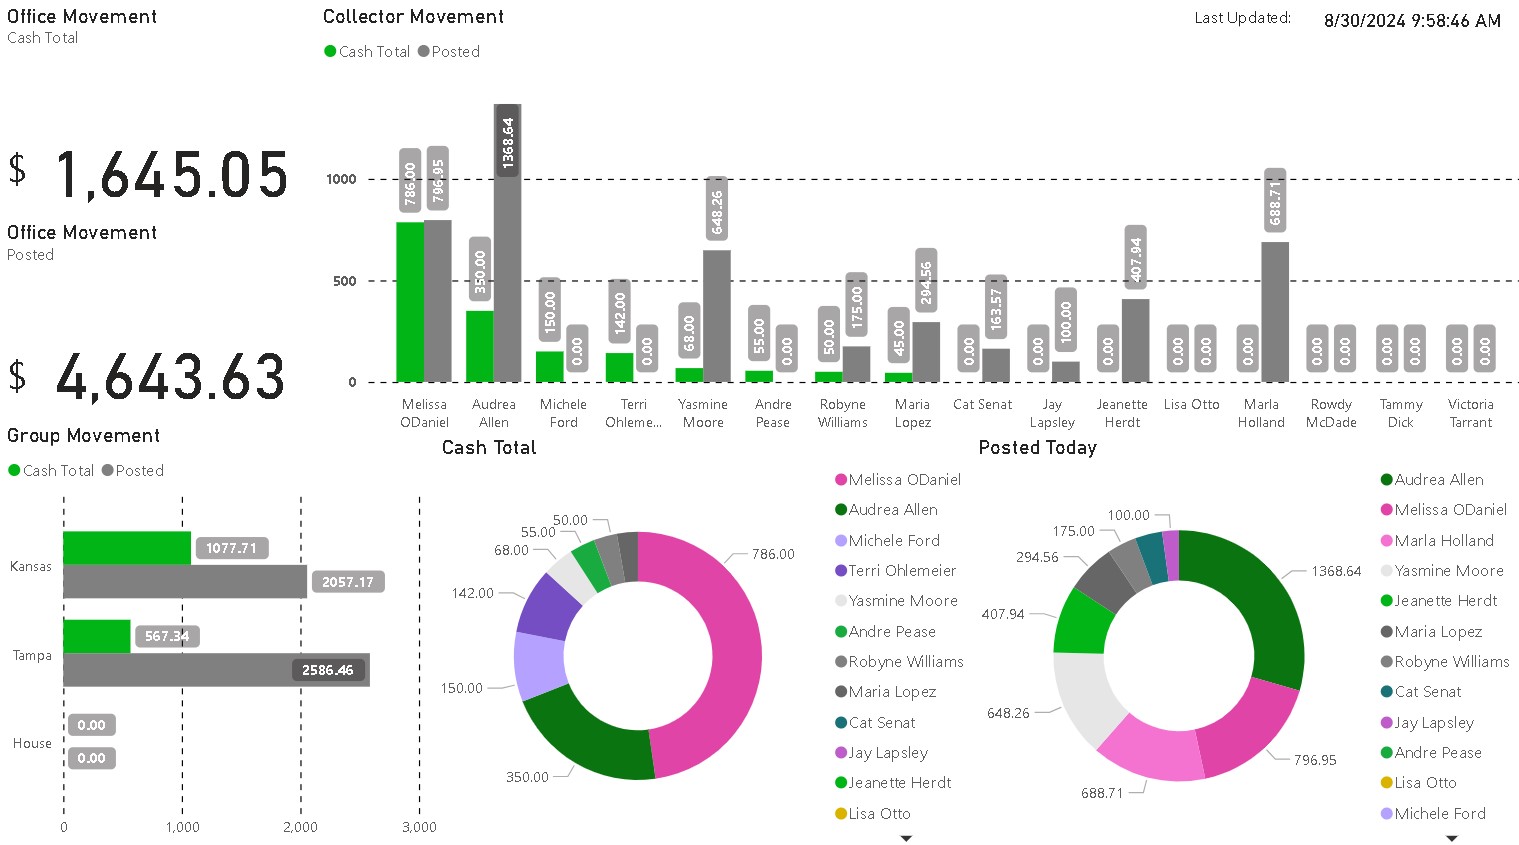 Office Movement
Cash Total
$ 1,645.05
Office Movement
Posted
$ 4,643.63
Collector Movement
Cash Total Posted
Last Updated: 8/30/2024 9:58:46 AM
1000
500
0
786.00
796.95
350.00
1368.64
150.00
0.00
142.00
0.00
68.00
648.26
55.00
0.00
50.00
175.00
45.00
294.56
0.00
163.57
0.00
100.00
0.00
407.94
0.00
0.00
0.00
688.71
0.00
0.00
0.00
0.00
0.00
0.00
Melissa ODaniel
Audrea Allen
Michele Ford
Terri Ohleme...
Yasmine Moore
Andre Pease
Robyne Williams
Maria Lopez
Cat Senat
Jay Lapsley
Jeanette Herdt
Lisa Otto
Marla Holland
Rowdy McDade
Tammy Dick
Victoria Tarrant
Group Movement
Cash Total Posted
Kansas
1077.71
2057.17
Tampa
567.34
2586.46
House
0.00
0.00
0
1,000
2,000
3,000
Cash Total
50.00
55.00
68.00
142.00
150.00
350.00
786.00
Melissa ODaniel
Audrea Allen
Michele Ford
Terri Ohlemeier
Yasmine Moore
Andre Pease
Robyne Williams
Maria Lopez
Cat Senat
Jay Lapsley
Jeanette Herdt
Lisa Otto
Posted Today
100.00
175.00
294.56
407.94
648.26
688.71
796.95
1368.64
Audrea Allen
Melissa ODaniel
Marla Holland
Yasmine Moore
Jeanette Herdt
Maria Lopez
Robyne Williams
Cat Senat
Jay Lapsley
Andre Pease
Lisa Otto
Michele Ford